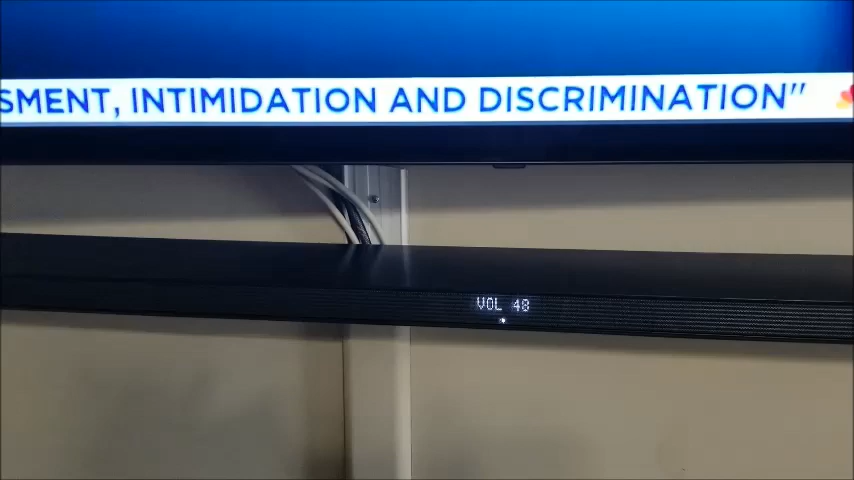 SMENT, INTIMIDATION AND DISCRIMINATION"
VOL 48